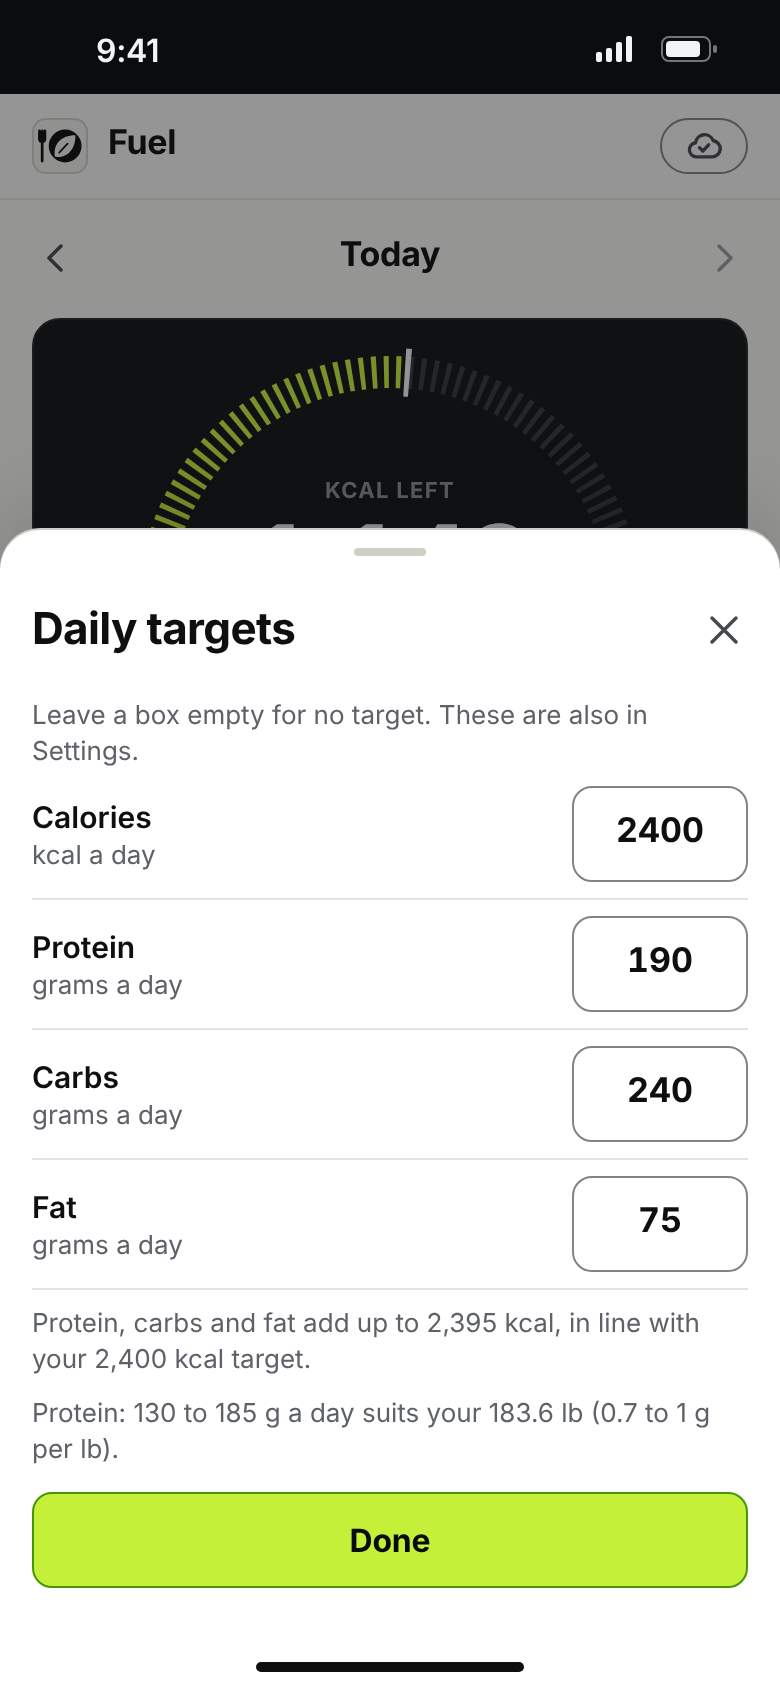 9:41
Fuel
Today
KCAL LEFT
Daily targets
Leave a box empty for no target. These are also in
Settings.
Calories
2400
kcal a day
Protein
190
grams a day
Carbs
240
grams a day
Fat
75
grams a day
Protein, carbs and fat add up to 2,395 kcal, in line with
your 2,400 kcal target.
Protein: 130 to 185 g a day suits your 183.6 lb (0.7 to 1 g
per lb).
Done